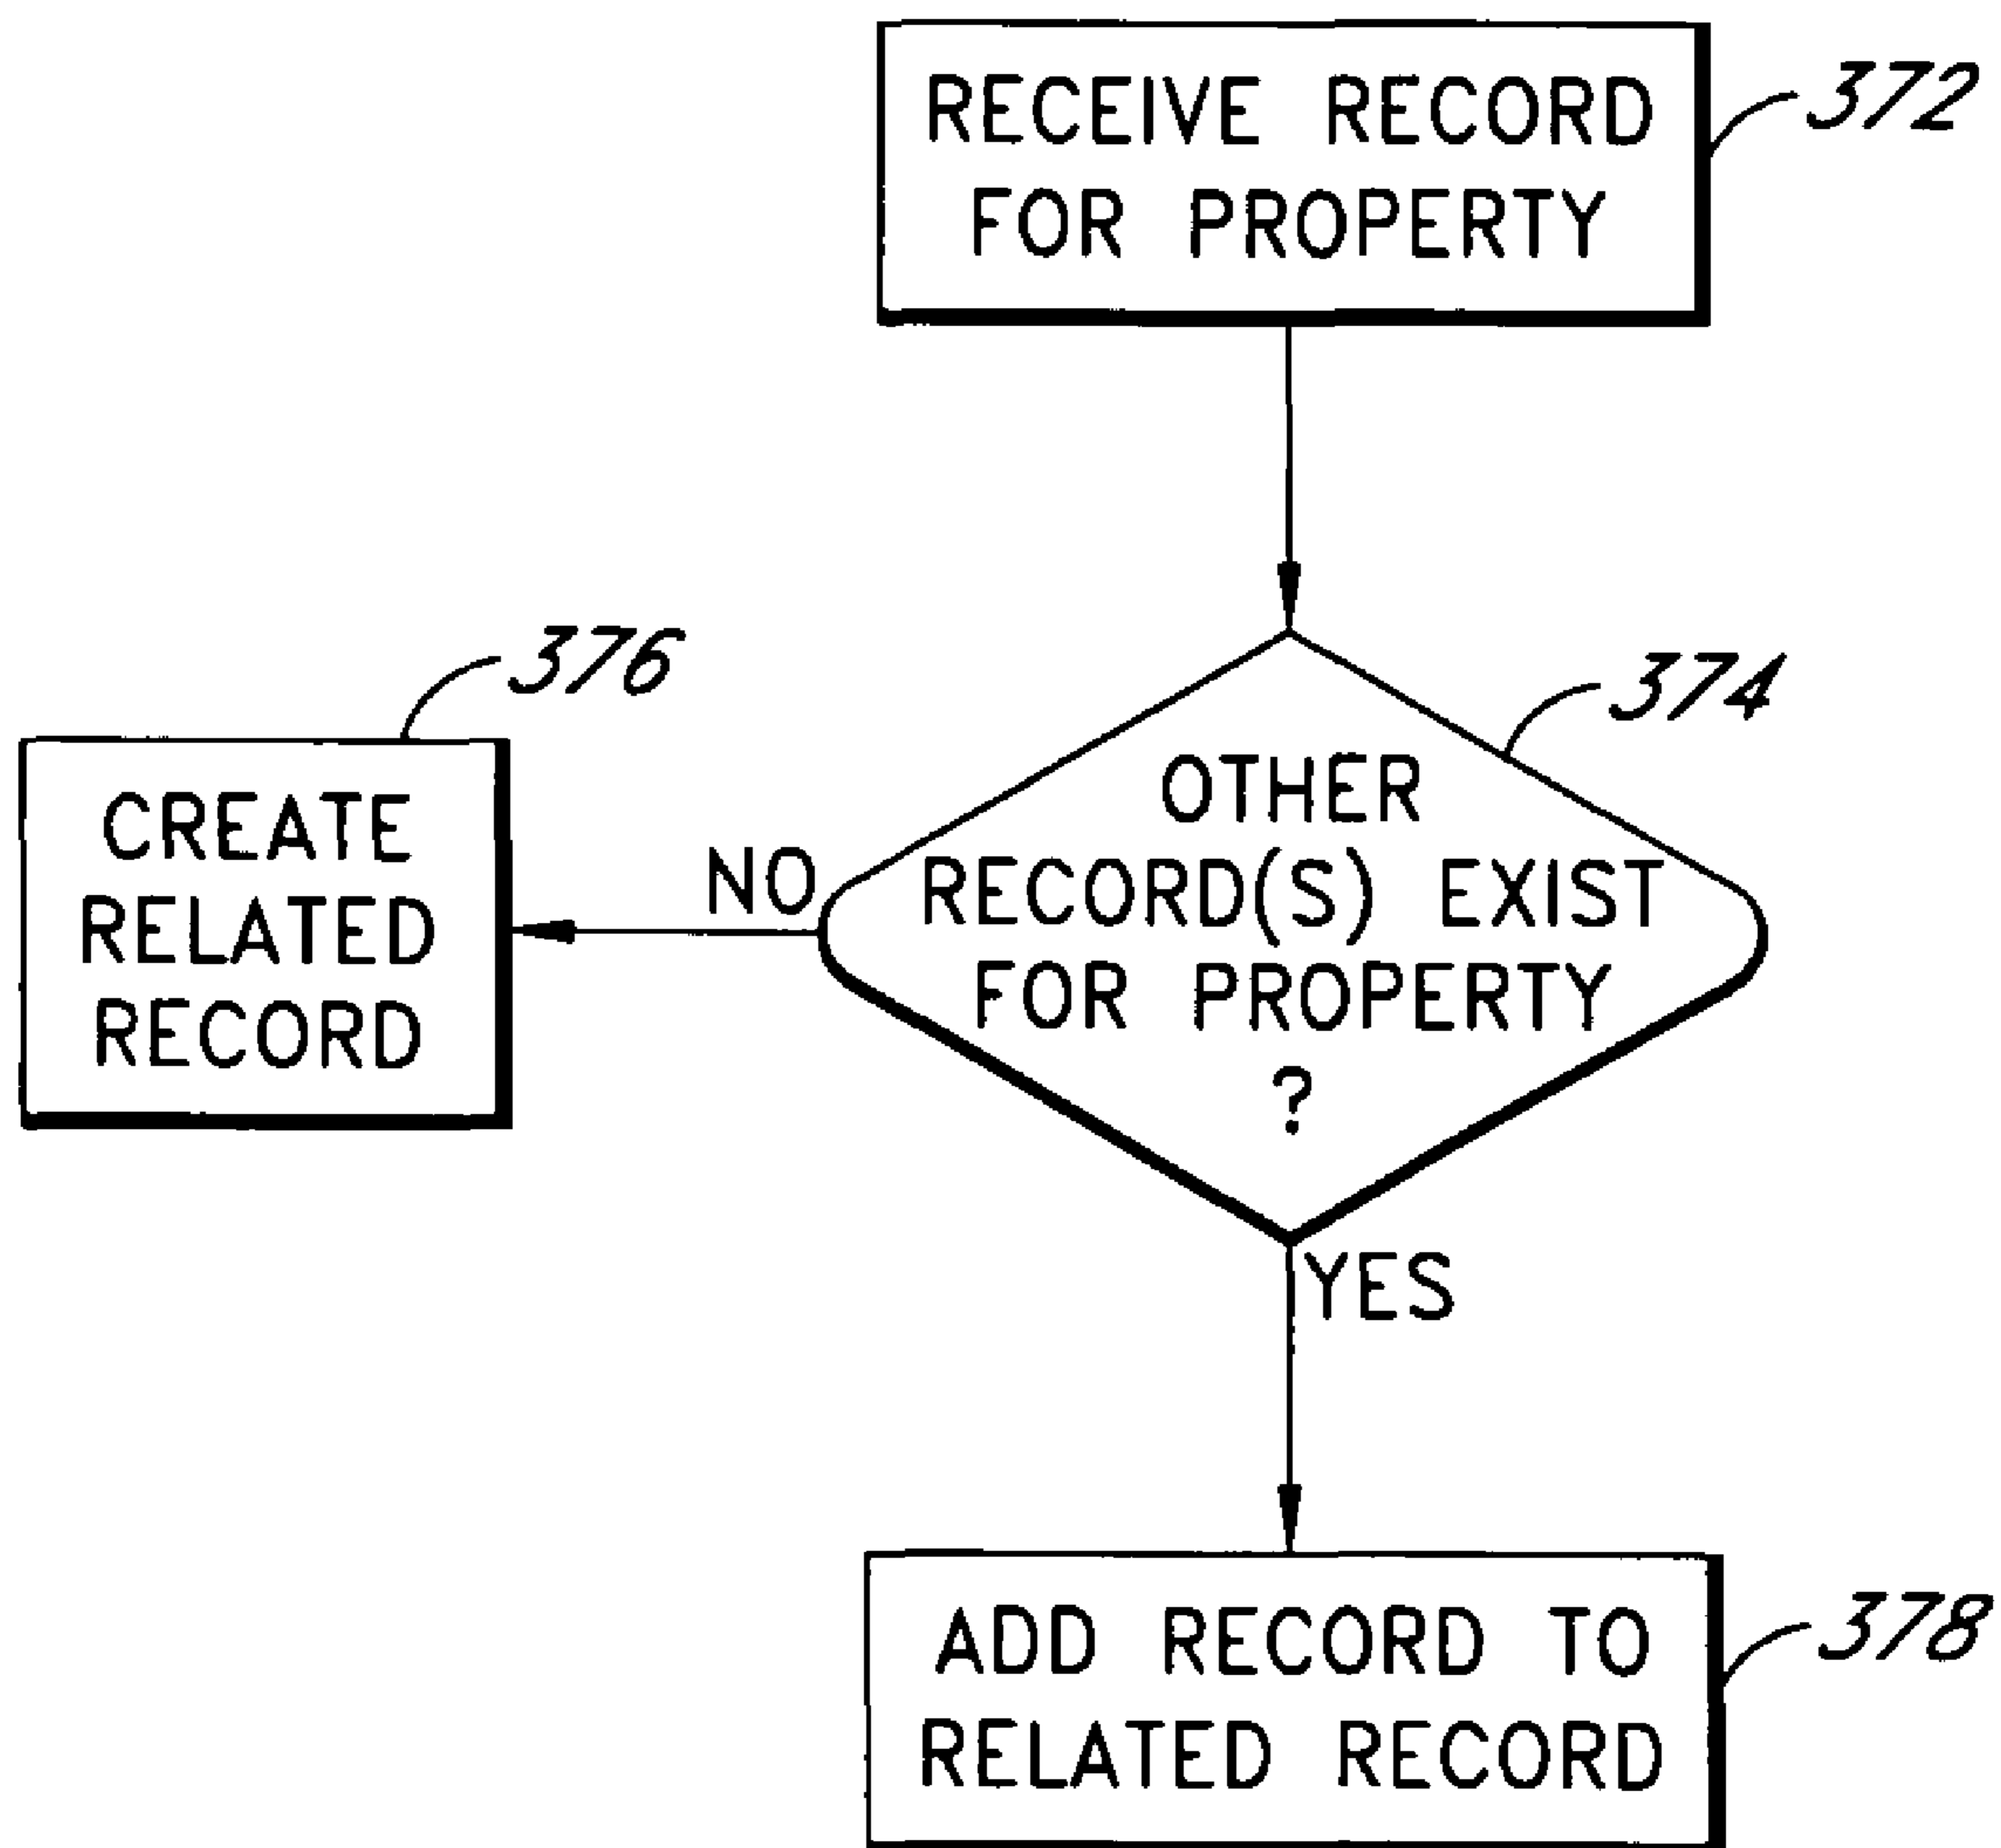 RECEIVE RECORD
FOR PROPERTY
372
376
374
CREATE
RELATED
RECORD
NO
OTHER
RECORD(S) EXIST
FOR PROPERTY
?
YES
ADD RECORD TO
RELATED RECORD
378